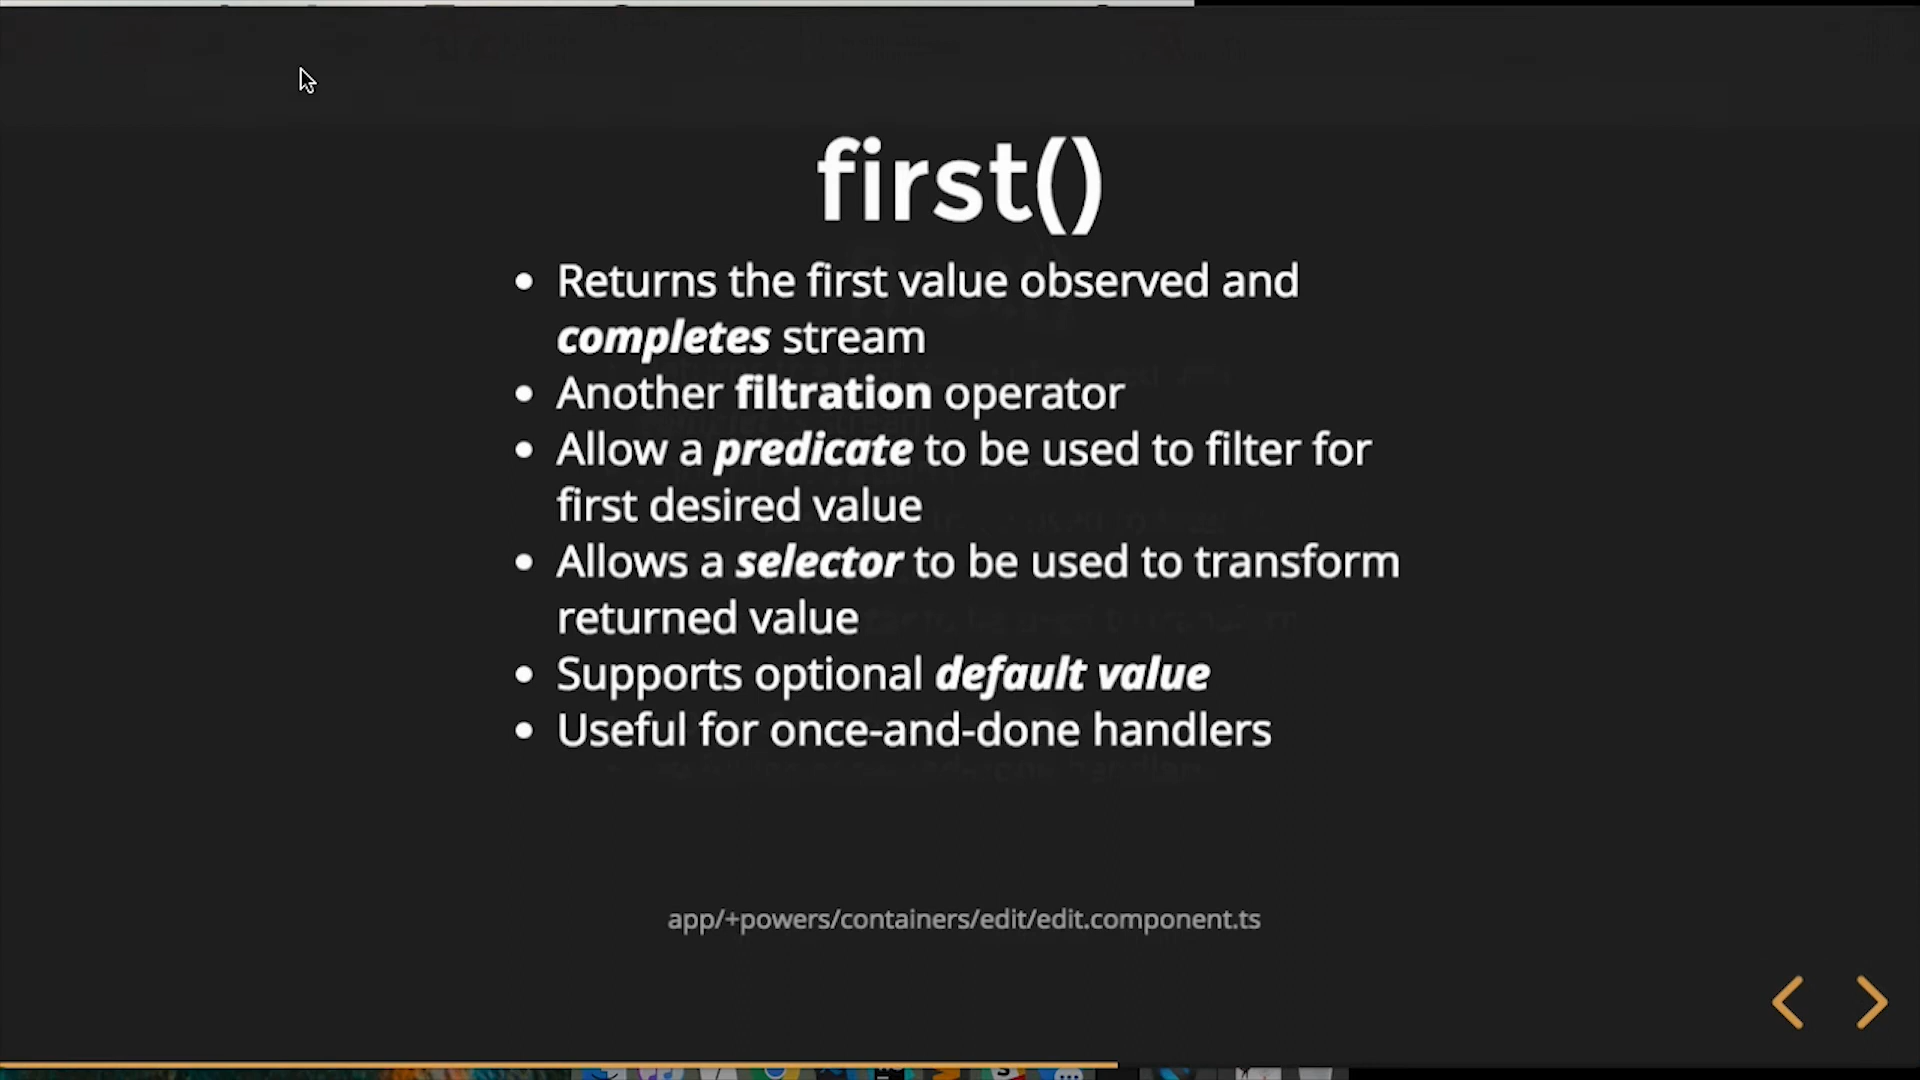 first()
• Returns the first value observed and
completes stream
• Another filtration operator
• Allow a predicate to be used to filter for
first desired value
• Allows a selector to be used to transform
returned value
• Supports optional default value
• Useful for once-and-done handlers
app/+powers/containers/edit/edit.component.ts